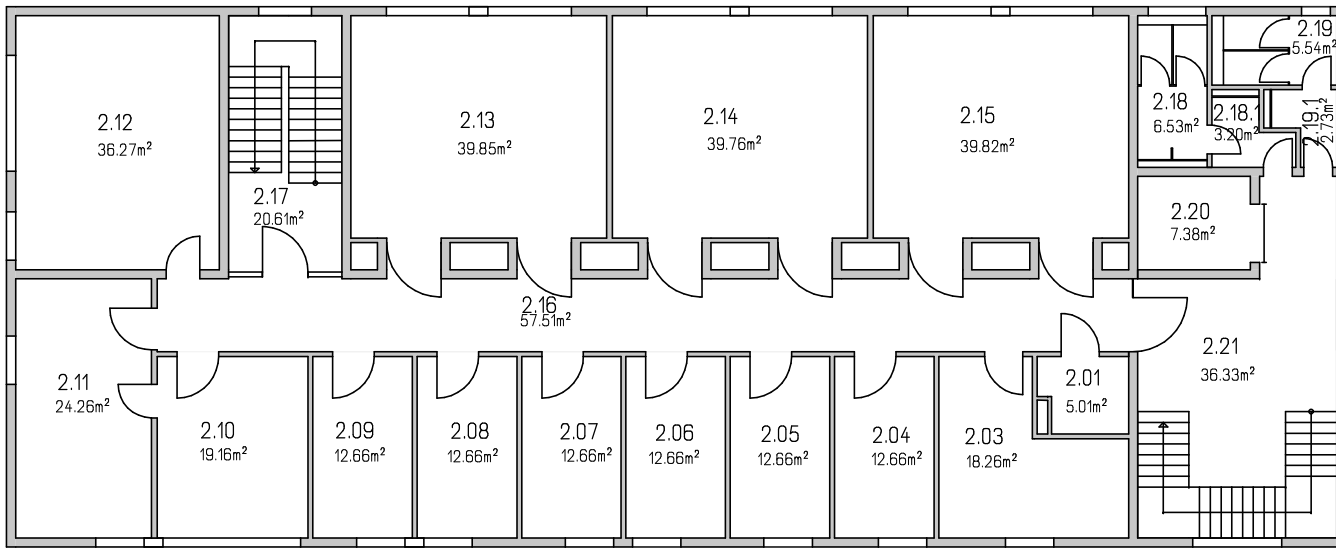 2.12
36.27m²
2.17
20.61m²
2.13
39.85m²
2.14
39.76m²
2.15
39.82m²
2.18
6.53m²
2.18.1
3.20m²
2.19
5.54m²
2.19.1
2.73m²
2.20
7.38m²
2.16
57.51m²
2.21
36.33m²
2.11
24.26m²
2.10
19.16m²
2.09
12.66m²
2.08
12.66m²
2.07
12.66m²
2.06
12.66m²
2.05
12.66m²
2.04
12.66m²
2.03
18.26m²
2.01
5.01m²